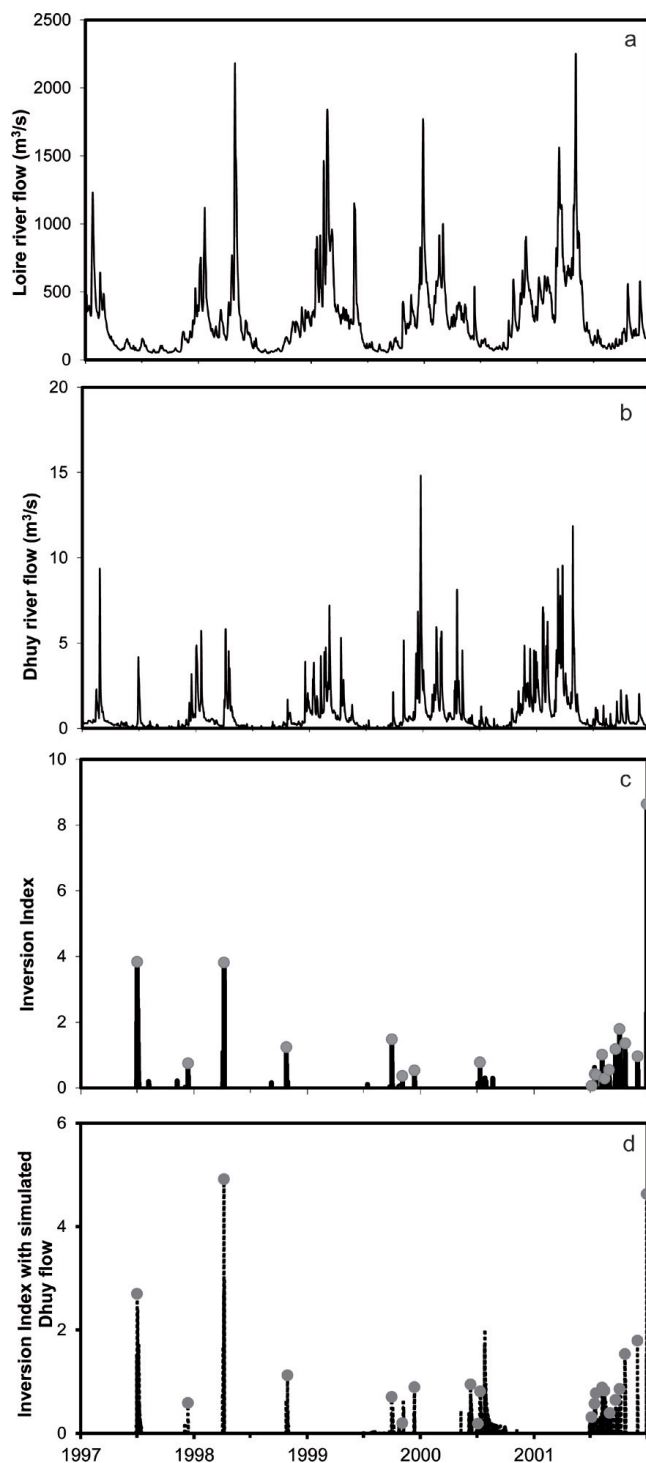 a
2500
2000
1500
1000
500
0
Loire river flow (m³/s)
b
20
15
10
5
0
Dhuy river flow (m³/s)
c
10
8
6
4
2
0
Inversion Index
d
6
4
2
0
Inversion Index with simulated
Dhuy flow
1997 1998 1999 2000 2001